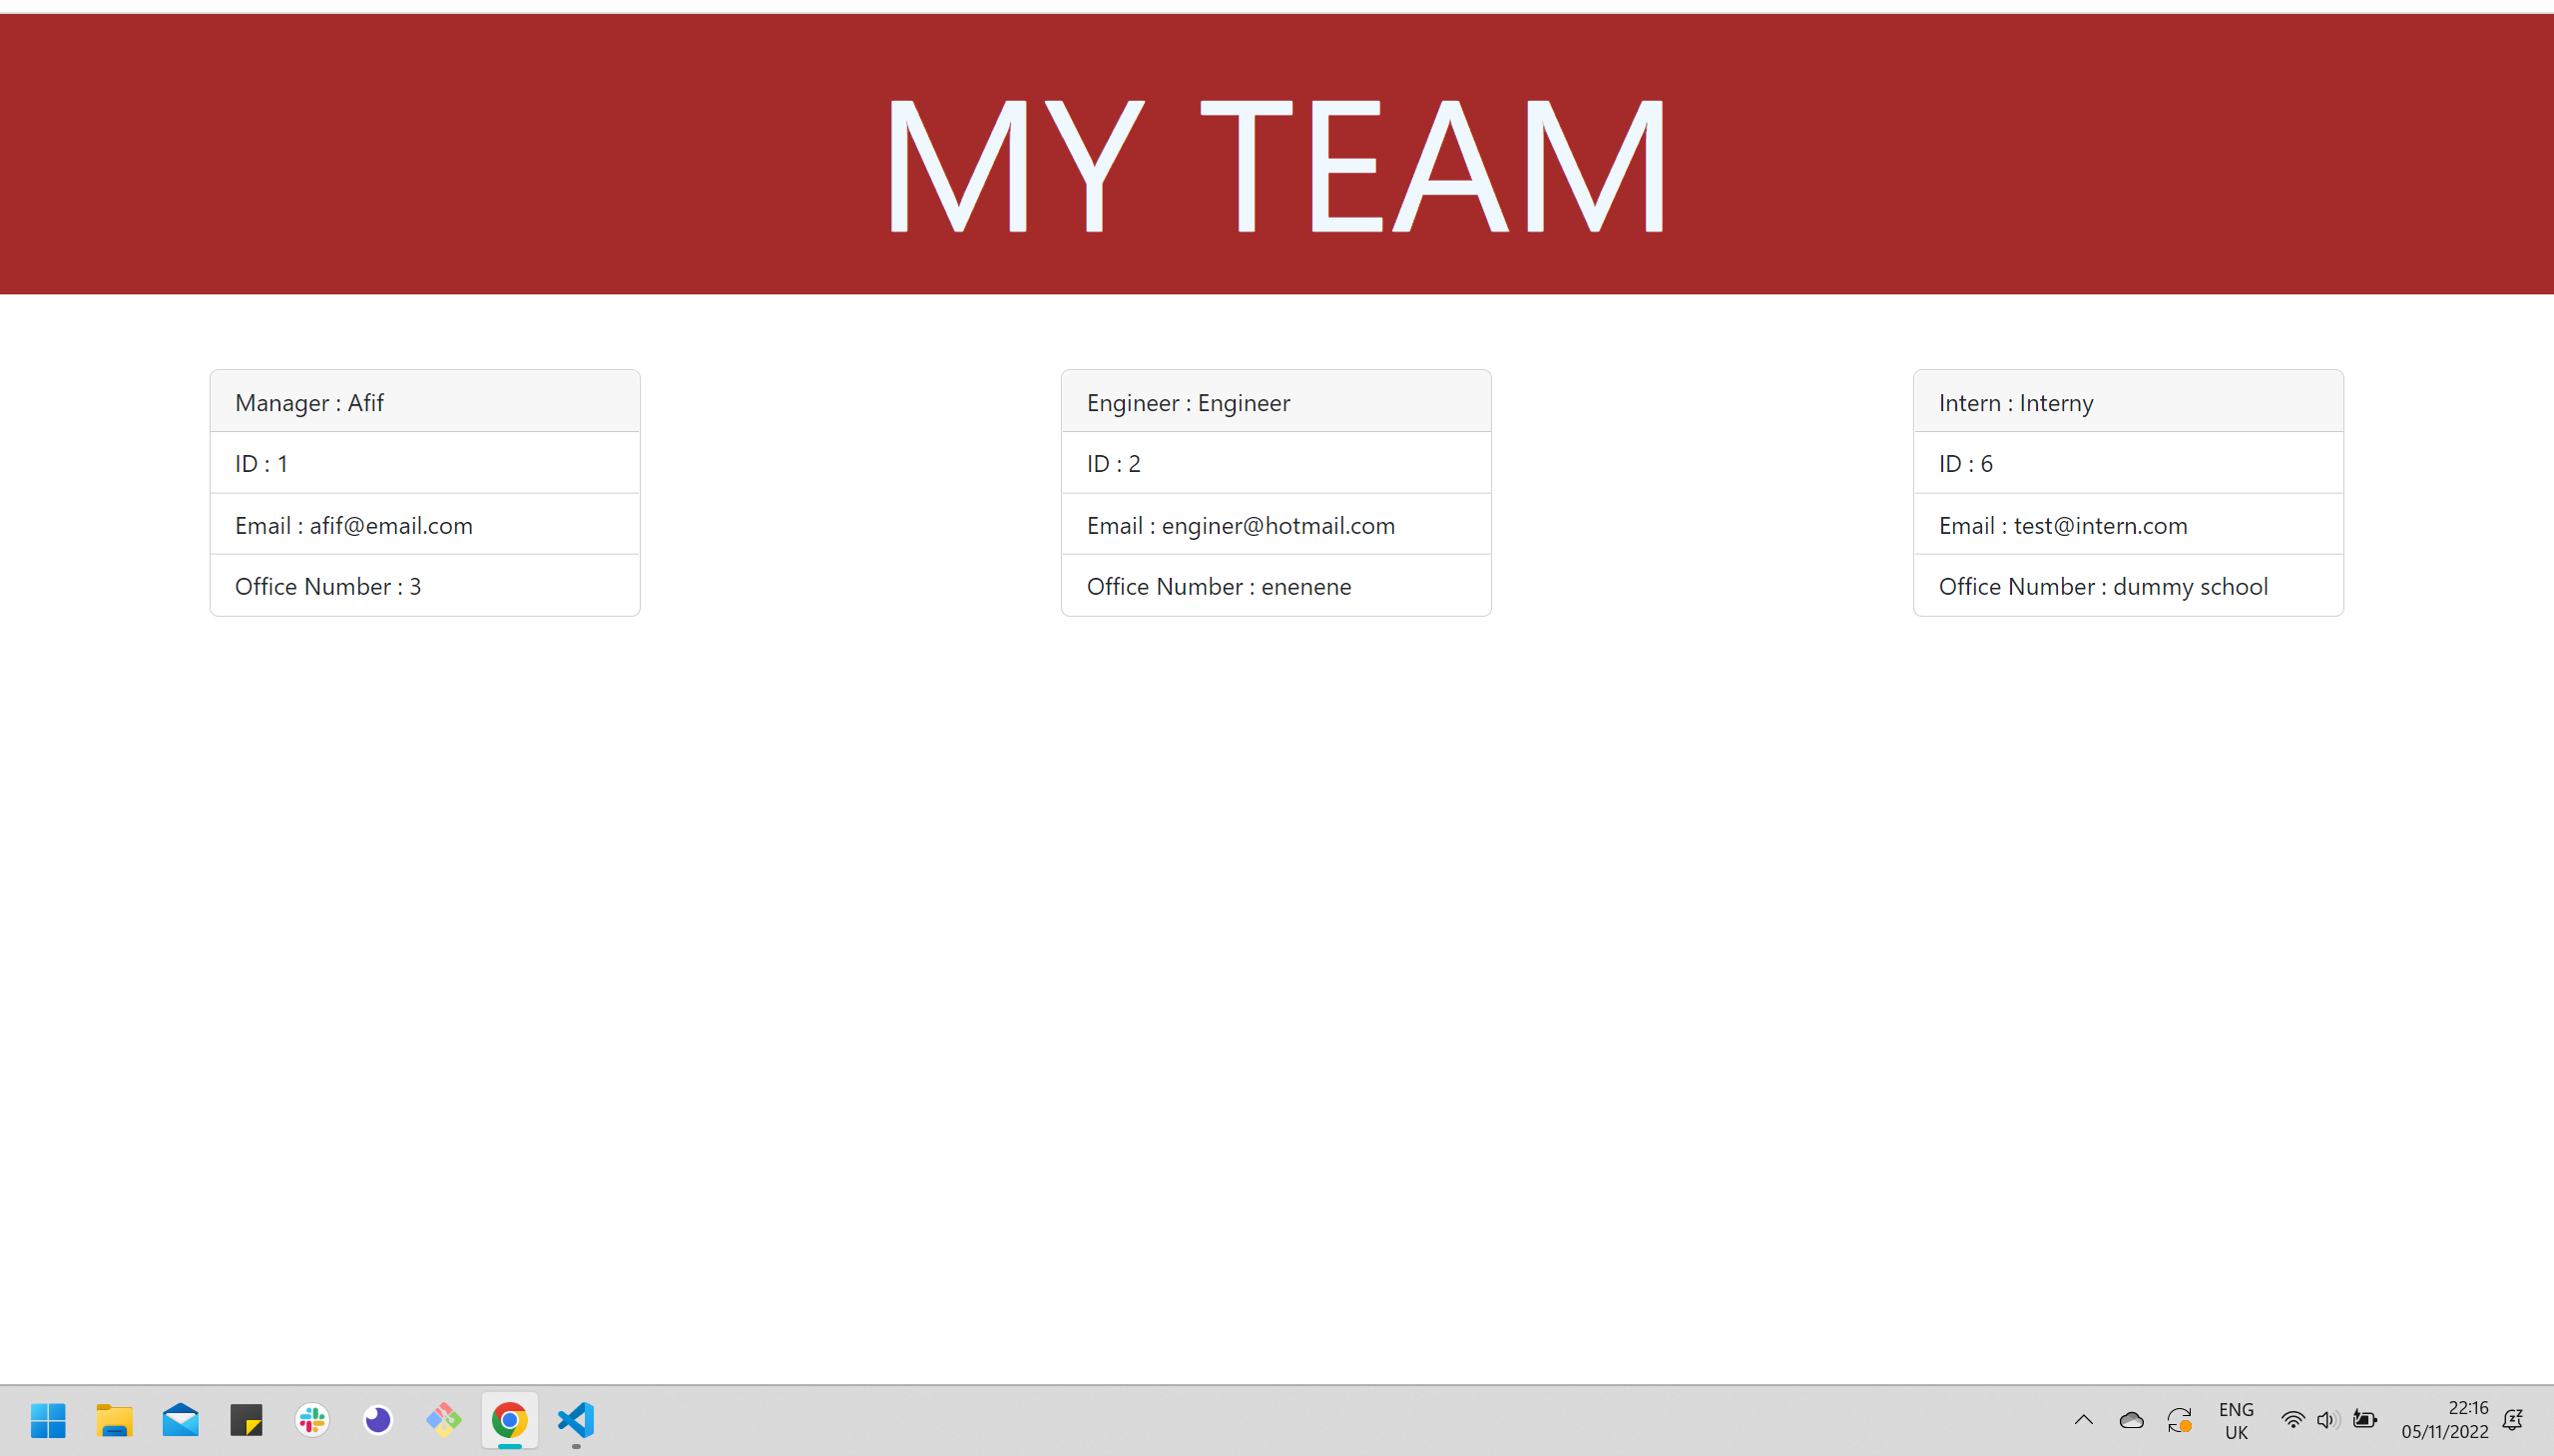 MY TEAM
Manager : Afif
ID : 1
Email : afif@email.com
Office Number : 3
Engineer : Engineer
ID : 2
Email : enginer@hotmail.com
Office Number : enenene
Intern : Interny
ID : 6
Email : test@intern.com
Office Number : dummy school
ENG
UK
22:16
05/11/2022